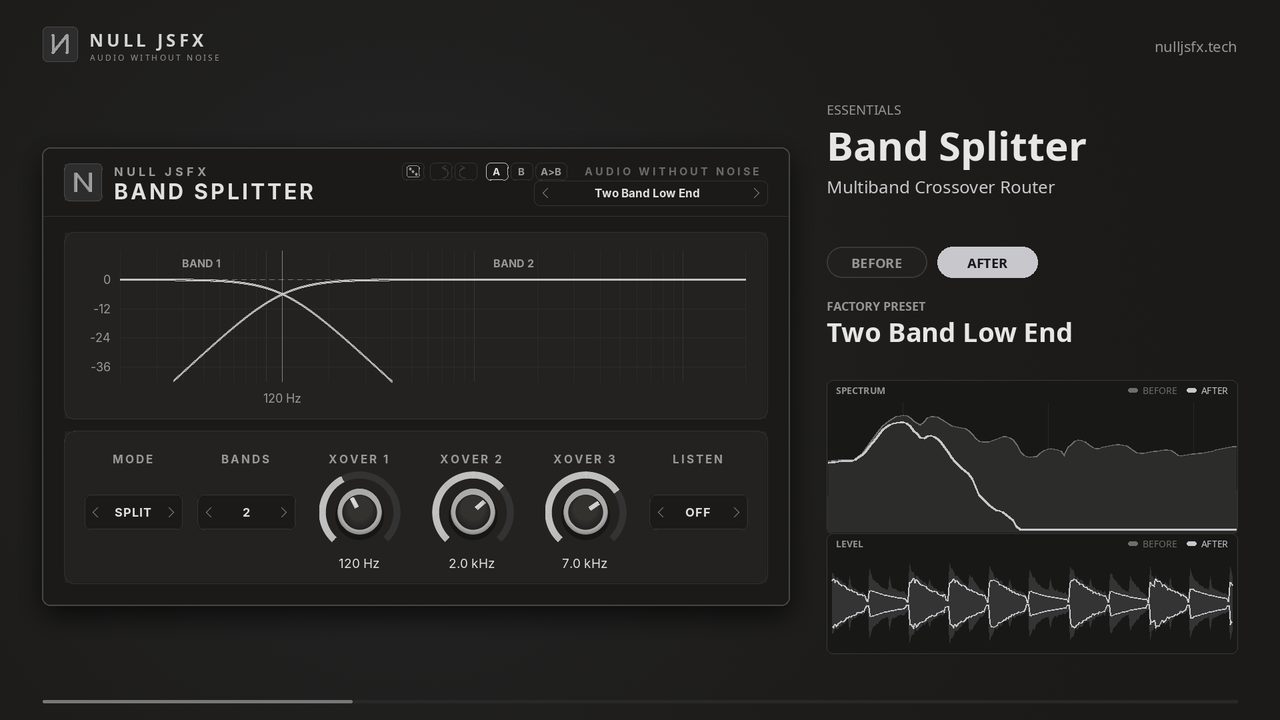 NULL JSFX
AUDIO WITHOUT NOISE
nulljsfx.tech
N
NULL JSFX
BAND SPLITTER
A
B
A>B
AUDIO WITHOUT NOISE
Two Band Low End
BAND 1
BAND 2
0
-12
-24
-36
120 Hz
MODE
BANDS
XOVER 1
XOVER 2
XOVER 3
LISTEN
SPLIT
2
OFF
120 Hz
2.0 kHz
7.0 kHz
ESSENTIALS
Band Splitter
Multiband Crossover Router
BEFORE
AFTER
FACTORY PRESET
Two Band Low End
SPECTRUM
BEFORE
AFTER
LEVEL
BEFORE
AFTER